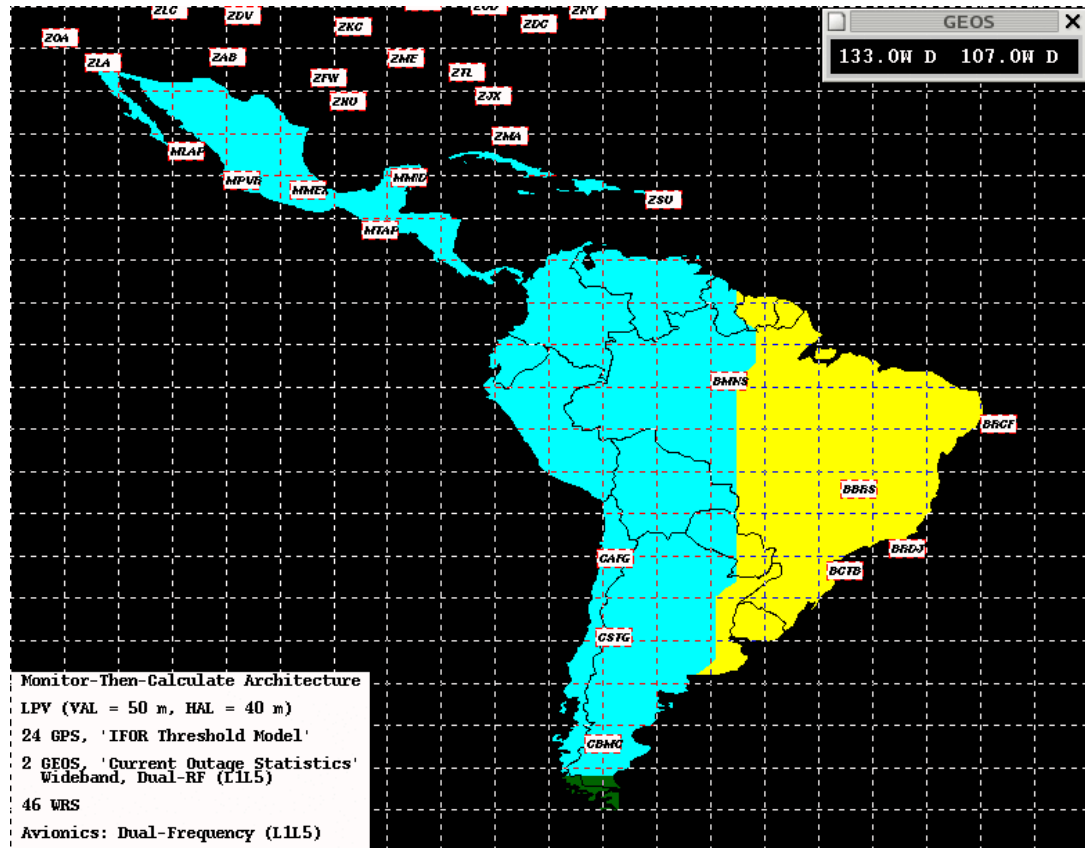 ZLC
ZDV
ZKC
ZDC
ZNY
GEOS
133.0W D 107.0W D
ZOA
ZLA
ZAB
ZFW
ZHU
ZME
ZTL
ZJX
ZMA
MLAP
MPVR
MMEX
MMID
MTAP
ZSU
BMNS
BRCF
BBRS
BRDJ
BCTB
CAFG
CSTG
CBMC
Monitor-Then-Calculate Architecture
LPV (VAL = 50 m, HAL = 40 m)
24 GPS, 'IFOR Threshold Model'
2 GEOS, 'Current Outage Statistics'
Wideband, Dual-RF (L1L5)
46 WRS
Avionics: Dual-Frequency (L1L5)